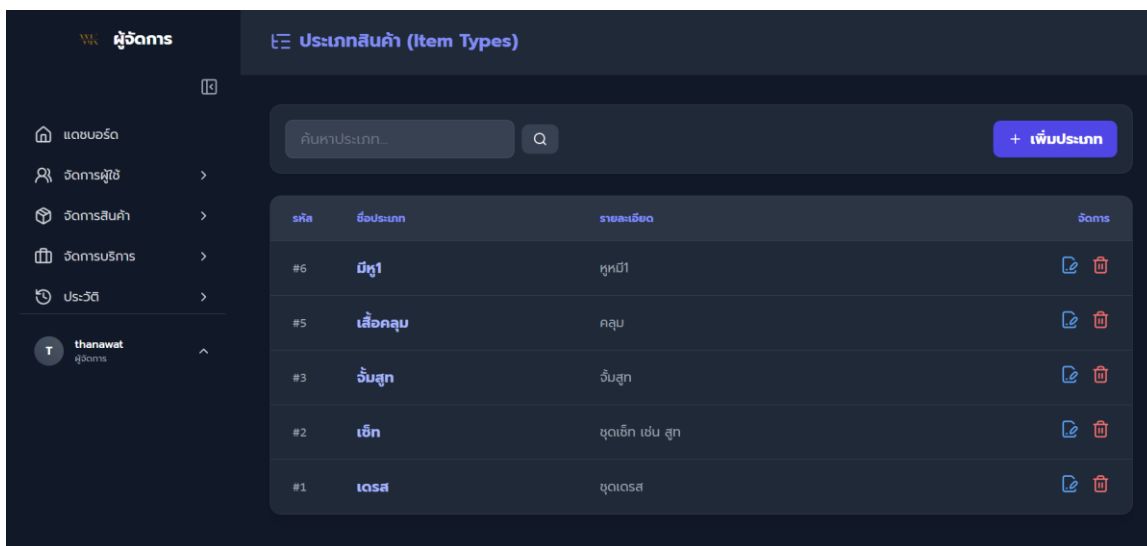 ผู้จัดการ
ประเภทสินค้า (Item Types)
แดชบอร์ด
จัดการผู้ใช้
จัดการสินค้า
จัดการบริการ
ประวัติ
T thanawat
ผู้จัดการ
ค้นหาประเภท...
+ เพิ่มประเภท
รหัส ชื่อประเภท รายละเอียด จัดการ
#6 มีหู1 หูหมี1
#5 เสื้อคลุม คลุม
#3 จั้มสูท จั้มสูท
#2 เซ็ท ชุดเซ็ท เช่น สูท
#1 เดรส ชุดเดรส